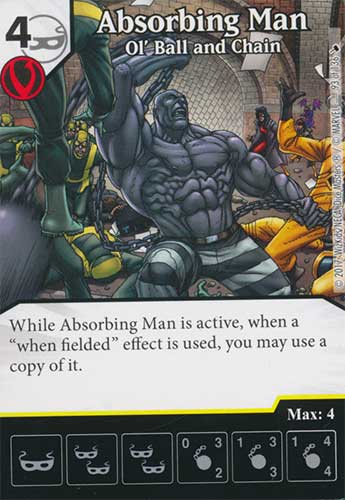 4
Absorbing Man
Ol' Ball and Chain
While Absorbing Man is active, when a
"when fielded" effect is used, you may use a
copy of it.
Max: 4
0 3
2
1 3
3
1 4
4